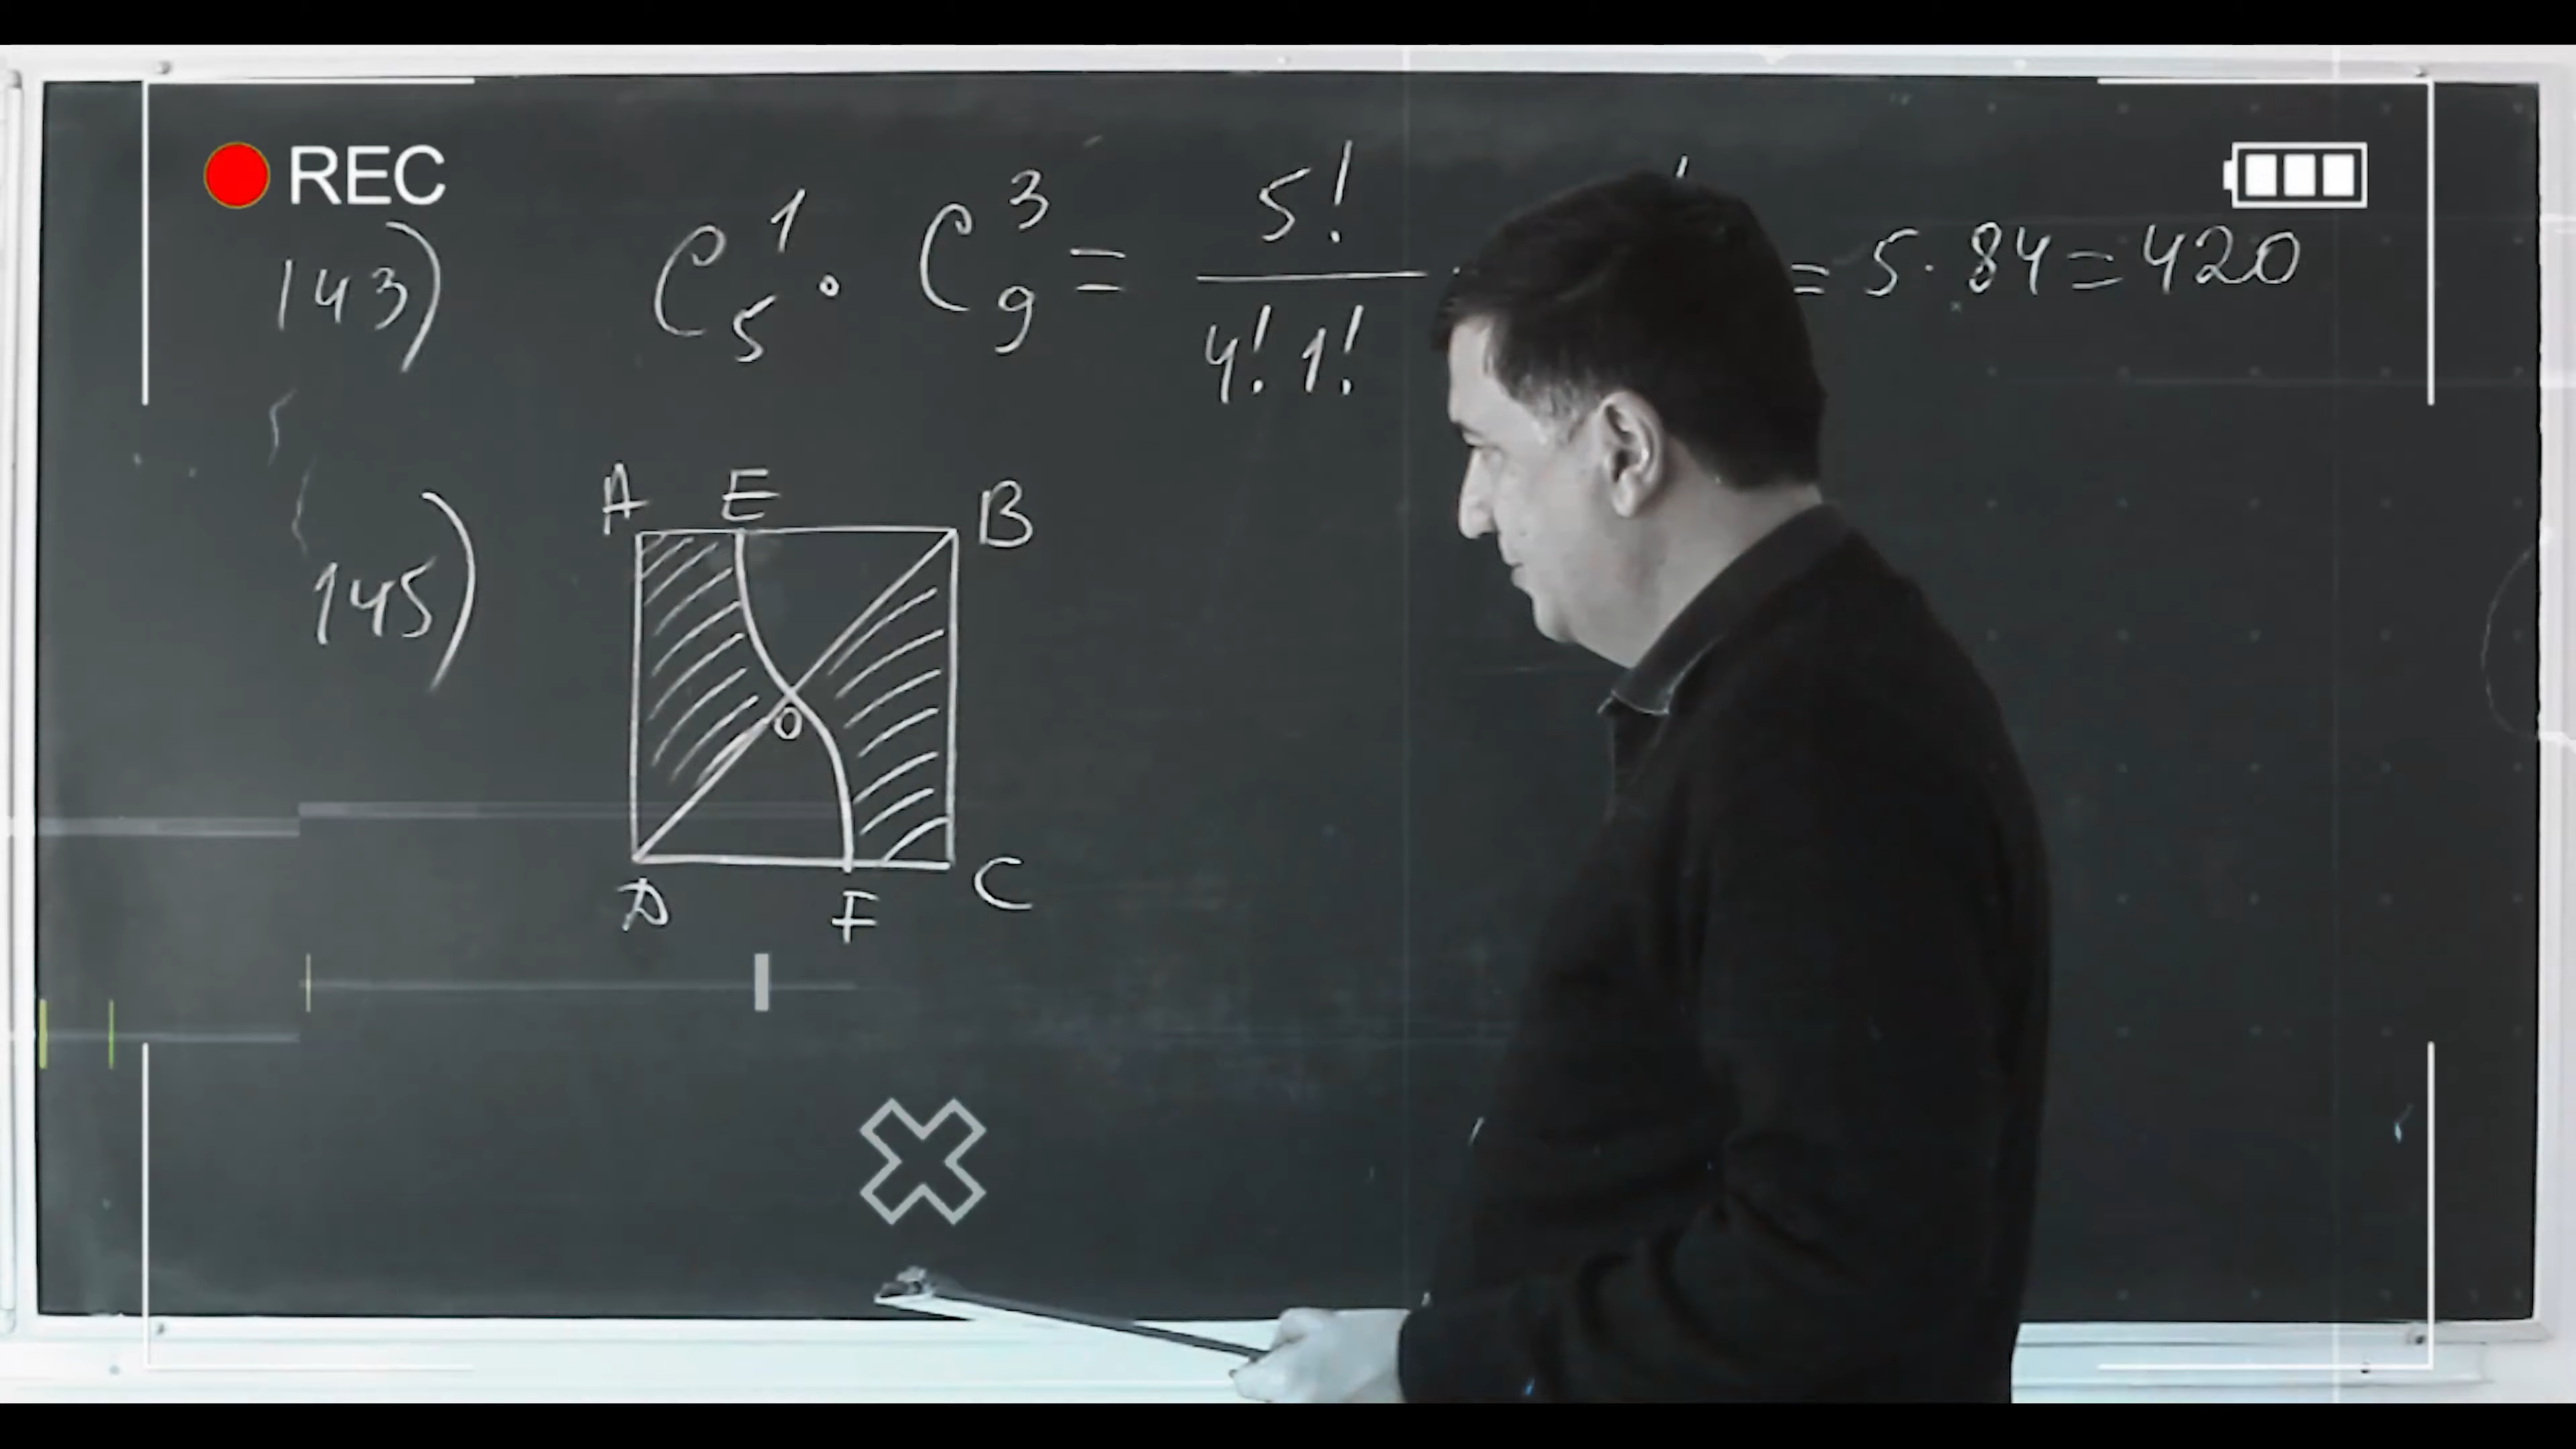 REC
143) C₅¹ · C₉³ = 5! / 4! 1! · = 5 · 84 = 420
145)
A E B
O
D F C